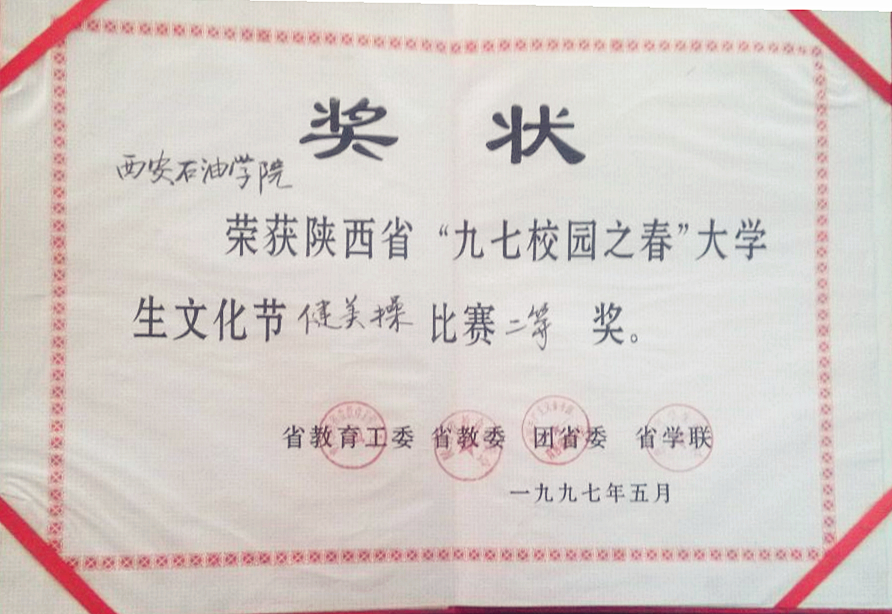 奖状
西安石油学院
荣获陕西省“九七校园之春”大学
生文化节健美操比赛二等奖。
省教育工委 省教委 团省委 省学联
一九九七年五月